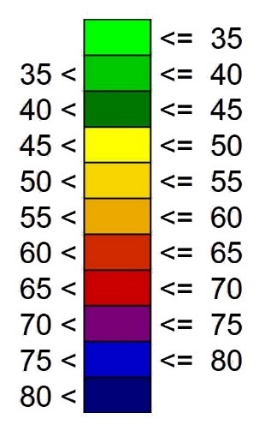 <= 35
35 < <= 40
40 < <= 45
45 < <= 50
50 < <= 55
55 < <= 60
60 < <= 65
65 < <= 70
70 < <= 75
75 < <= 80
80 <